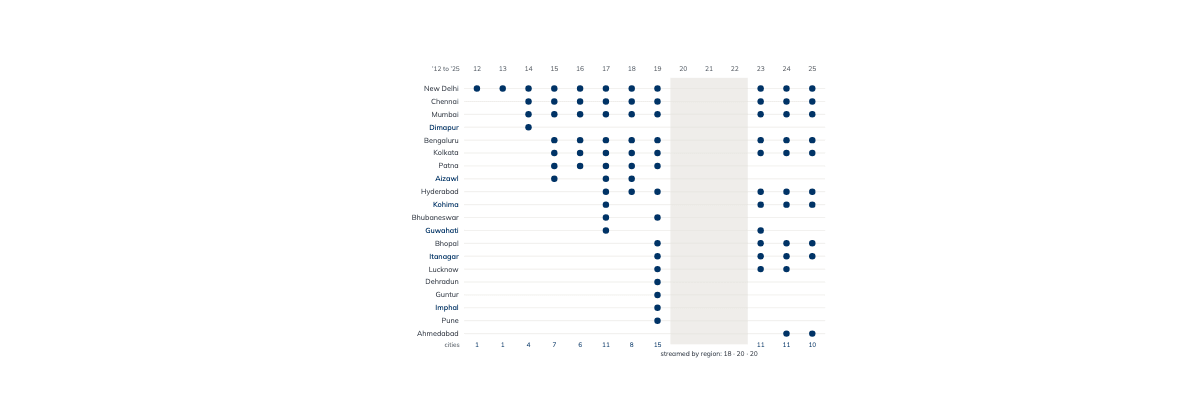 '12 to '25 12 13 14 15 16 17 18 19 20 21 22 23 24 25
New Delhi
Chennai
Mumbai
Dimapur
Bengaluru
Kolkata
Patna
Aizawl
Hyderabad
Kohima
Bhubaneswar
Guwahati
Bhopal
Itanagar
Lucknow
Dehradun
Guntur
Imphal
Pune
Ahmedabad
cities 1 1 4 7 6 11 8 15 11 11 10
streamed by region: 18 · 20 · 20